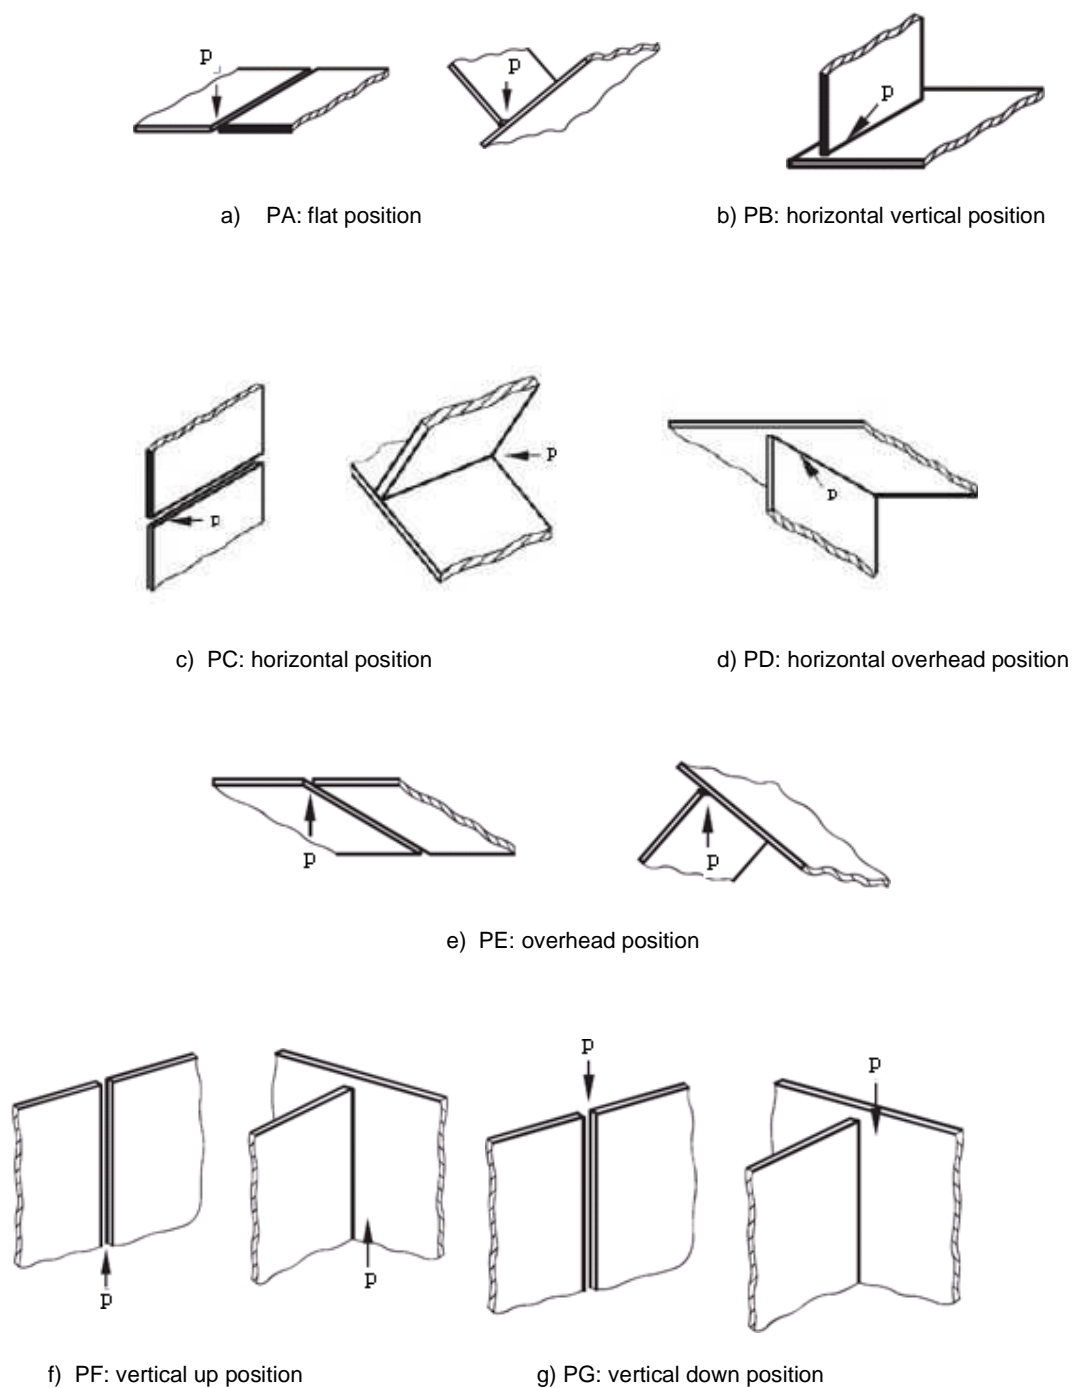 P
P
P
a) PA: flat position
b) PB: horizontal vertical position
P
P
P
c) PC: horizontal position
d) PD: horizontal overhead position
P
P
e) PE: overhead position
P
P
P
P
f) PF: vertical up position
g) PG: vertical down position